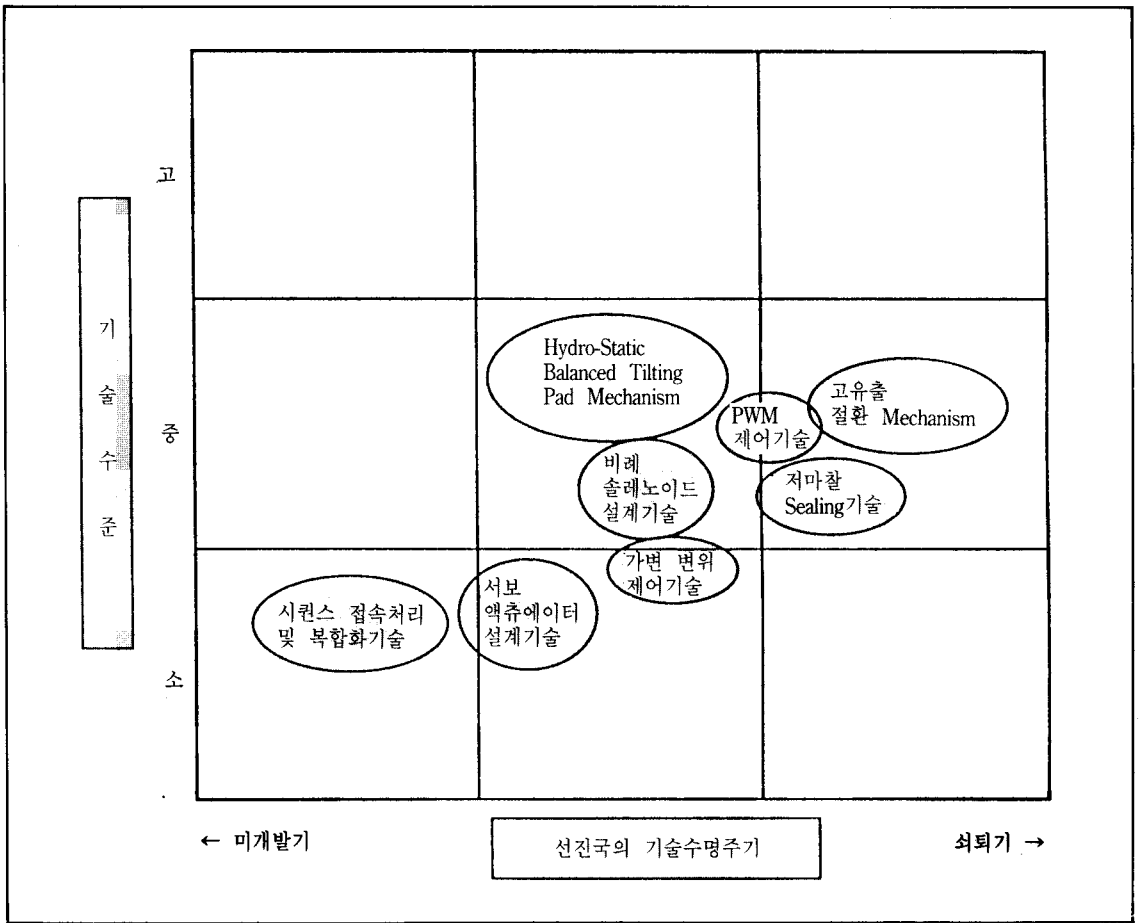 고
기
술
수
준
중
소
Hydro-Static
Balanced Tilting
Pad Mechanism
PWM
제어기술
고유출
절환 Mechanism
비례
솔레노이드
설계기술
저마찰
Sealing기술
가변 변위
제어기술
시퀀스 접속처리
및 복합화기술
서보
액츄에이터
설계기술
← 미개발기
선진국의 기술수명주기
쇠퇴기 →